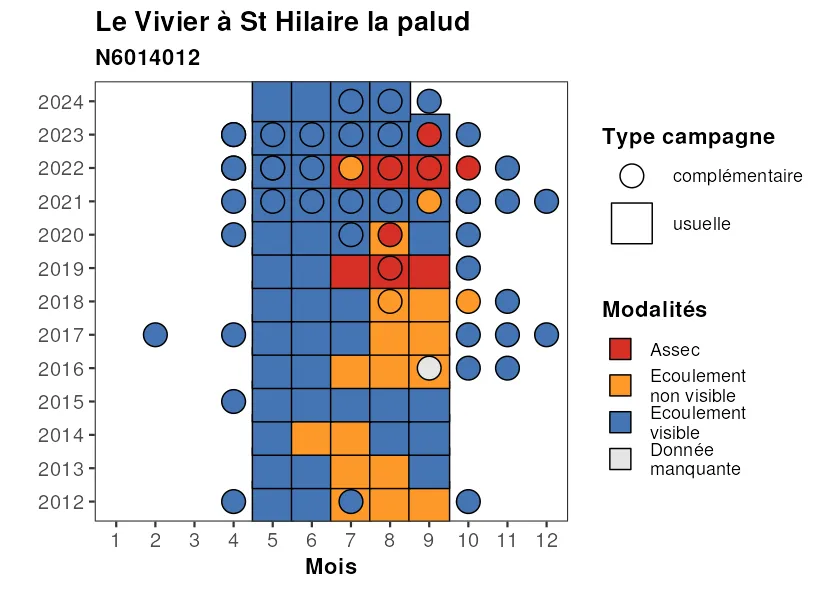 Le Vivier à St Hilaire la palud
N6014012
2024
2023
2022
2021
2020
2019
2018
2017
2016
2015
2014
2013
2012
1 2 3 4 5 6 7 8 9 10 11 12
Mois
Type campagne
complémentaire
usuelle
Modalités
Assec
Ecoulement
non visible
Ecoulement
visible
Donnée
manquante